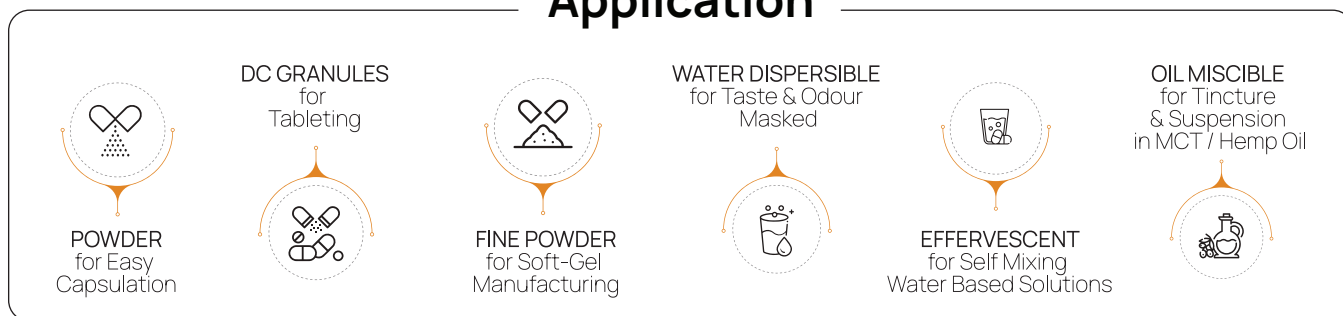 Application
POWDER
for Easy
Capsulation
DC GRANULES
for
Tableting
FINE POWDER
for Soft-Gel
Manufacturing
WATER DISPERSIBLE
for Taste & Odour
Masked
EFFERVESCENT
for Self Mixing
Water Based Solutions
OIL MISCIBLE
for Tincture
& Suspension
in MCT / Hemp Oil